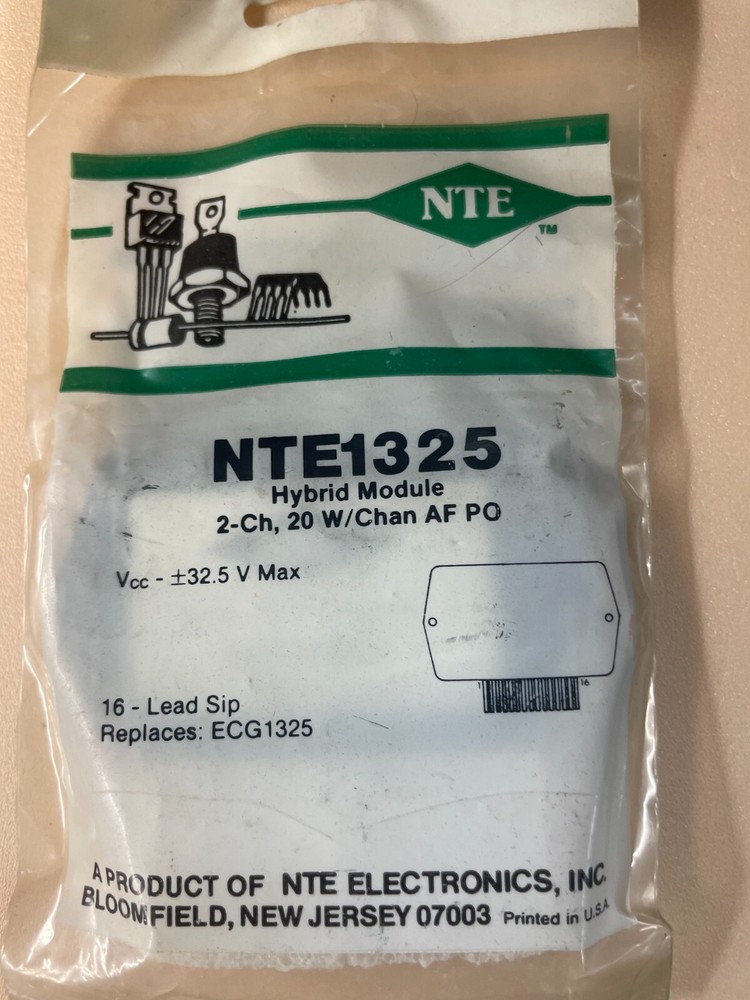 NTE
TM
NTE1325
Hybrid Module
2-Ch, 20 W/Chan AF PO
Vcc - ±32.5 V Max
1 16
16 - Lead Sip
Replaces: ECG1325
A PRODUCT OF NTE ELECTRONICS, INC.
BLOOMFIELD, NEW JERSEY 07003 Printed in U.S.A.